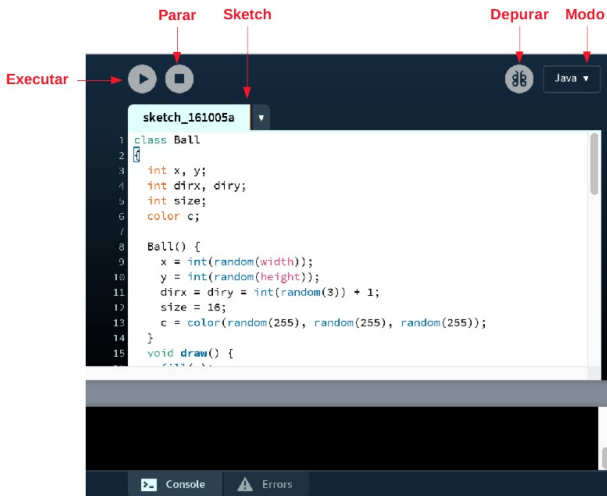 Parar Sketch Depurar Modo
Executar
Java
sketch_161005a
1 class Ball
2 {
3 int x, y;
4 int dirx, diry;
5 int size;
6 color c;
7
8 Ball() {
9 x = int(random(width));
10 y = int(random(height));
11 dirx = diry = int(random(3)) + 1;
12 size = 16;
13 c = color(random(255), random(255), random(255));
14 }
15 void draw() {
>_ Console Errors